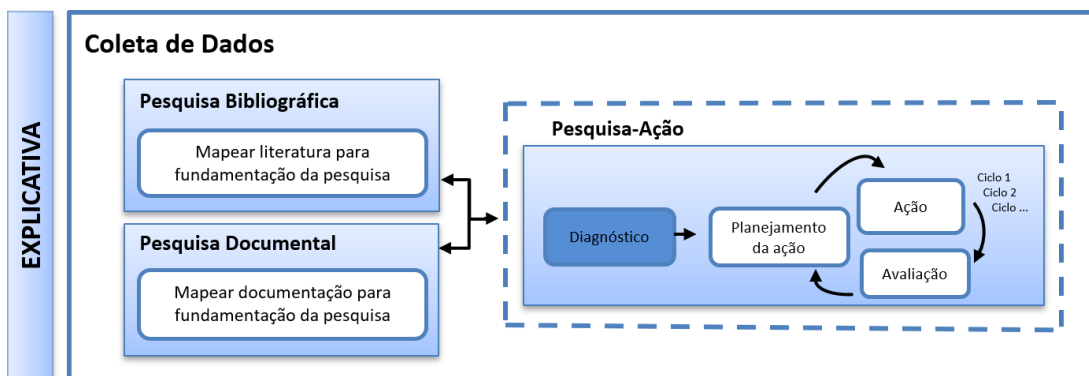 EXPLICATIVA
Coleta de Dados
Pesquisa Bibliográfica
Mapear literatura para
fundamentação da pesquisa
Pesquisa Documental
Mapear documentação para
fundamentação da pesquisa
Pesquisa-Ação
Diagnóstico
Planejamento
da ação
Ação
Avaliação
Ciclo 1
Ciclo 2
Ciclo ...